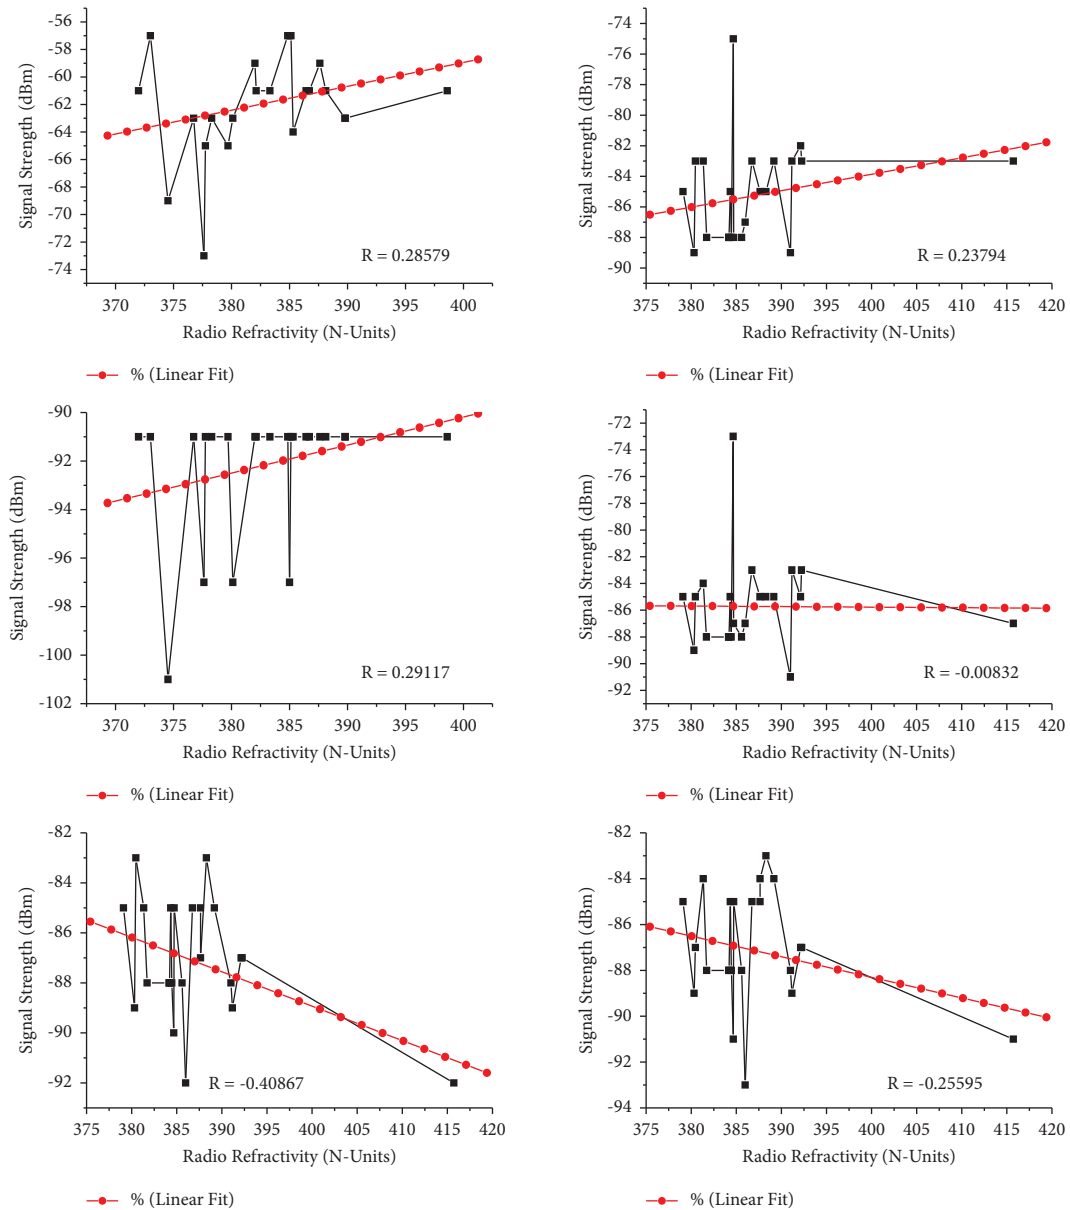 -56
-58
-60
-62
-64
-66
-68
-70
-72
-74
Signal Strength (dBm)
R = 0.28579
370 375 380 385 390 395 400
Radio Refractivity (N-Units)
% (Linear Fit)
-74
-76
-78
-80
-82
-84
-86
-88
-90
Signal strength (dBm)
R = 0.23794
375 380 385 390 395 400 405 410 415 420
Radio Refractivity (N-Units)
% (Linear Fit)
-90
-92
-94
-96
-98
-100
-102
Signal Strength (dBm)
R = 0.29117
370 375 380 385 390 395 400
Radio Refractivity (N-Units)
% (Linear Fit)
-72
-74
-76
-78
-80
-82
-84
-86
-88
-90
-92
Signal Strength (dBm)
R = -0.00832
375 380 385 390 395 400 405 410 415 420
Radio Refractivity (N-Units)
% (Linear Fit)
-82
-84
-86
-88
-90
-92
Signal Strength (dBm)
R = -0.40867
375 380 385 390 395 400 405 410 415 420
Radio Refractivity (N-Units)
% (Linear Fit)
-82
-84
-86
-88
-90
-92
-94
Signal Strength (dBm)
R = -0.25595
375 380 385 390 395 400 405 410 415 420
Radio Refractivity (N-Units)
% (Linear Fit)